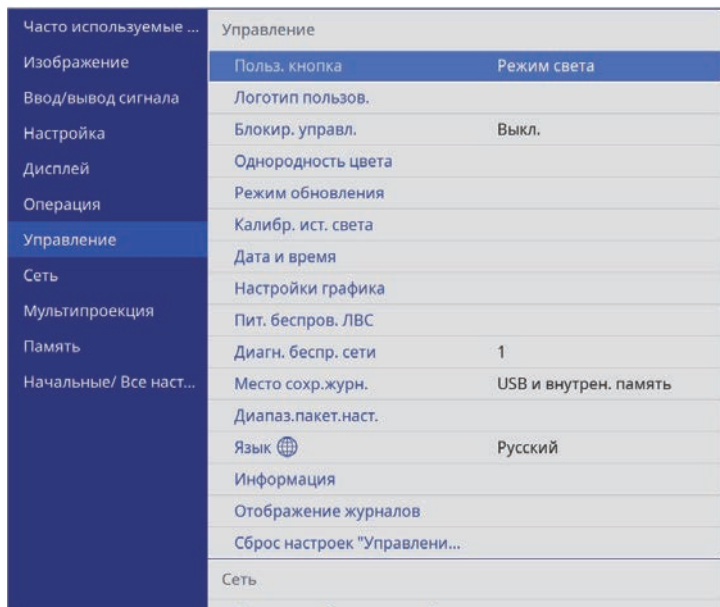 Часто используемые ...
Изображение
Ввод/вывод сигнала
Настройка
Дисплей
Операция
Управление
Сеть
Мультипроекция
Память
Начальные/ Все наст...
Управление
Польз. кнопка Режим света
Логотип пользов.
Блокир. управл. Выкл.
Однородность цвета
Режим обновления
Калибр. ист. света
Дата и время
Настройки графика
Пит. беспров. ЛВС
Диагн. беспр. сети 1
Место сохр.журн. USB и внутрен. память
Диапаз.пакет.наст.
Язык Русский
Информация
Отображение журналов
Сброс настроек "Управлени...
Сеть